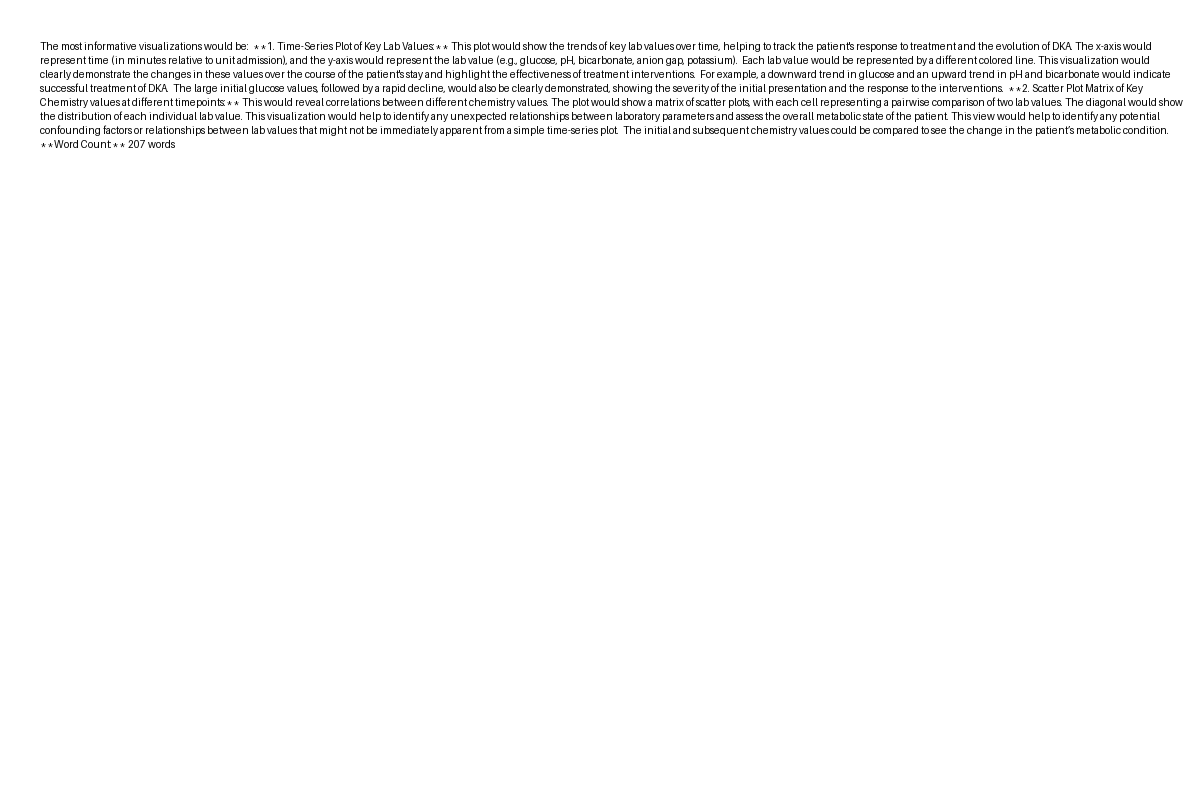 The most informative visualizations would be:  **1. Time-Series Plot of Key Lab Values:** This plot would show the trends of key lab values over time, helping to track the patient's response to treatment and the evolution of DKA. The x-axis would
represent time (in minutes relative to unit admission), and the y-axis would represent the lab value (e.g., glucose, pH, bicarbonate, anion gap, potassium).  Each lab value would be represented by a different colored line. This visualization would
clearly demonstrate the changes in these values over the course of the patient's stay and highlight the effectiveness of treatment interventions.  For example, a downward trend in glucose and an upward trend in pH and bicarbonate would indicate
successful treatment of DKA.  The large initial glucose values, followed by a rapid decline, would also be clearly demonstrated, showing the severity of the initial presentation and the response to the interventions.  **2. Scatter Plot Matrix of Key
Chemistry values at different timepoints:** This would reveal correlations between different chemistry values. The plot would show a matrix of scatter plots, with each cell representing a pairwise comparison of two lab values. The diagonal would show
the distribution of each individual lab value. This visualization would help to identify any unexpected relationships between laboratory parameters and assess the overall metabolic state of the patient. This view would help to identify any potential
confounding factors or relationships between lab values that might not be immediately apparent from a simple time-series plot.  The initial and subsequent chemistry values could be compared to see the change in the patient's metabolic condition.
**Word Count:** 207 words